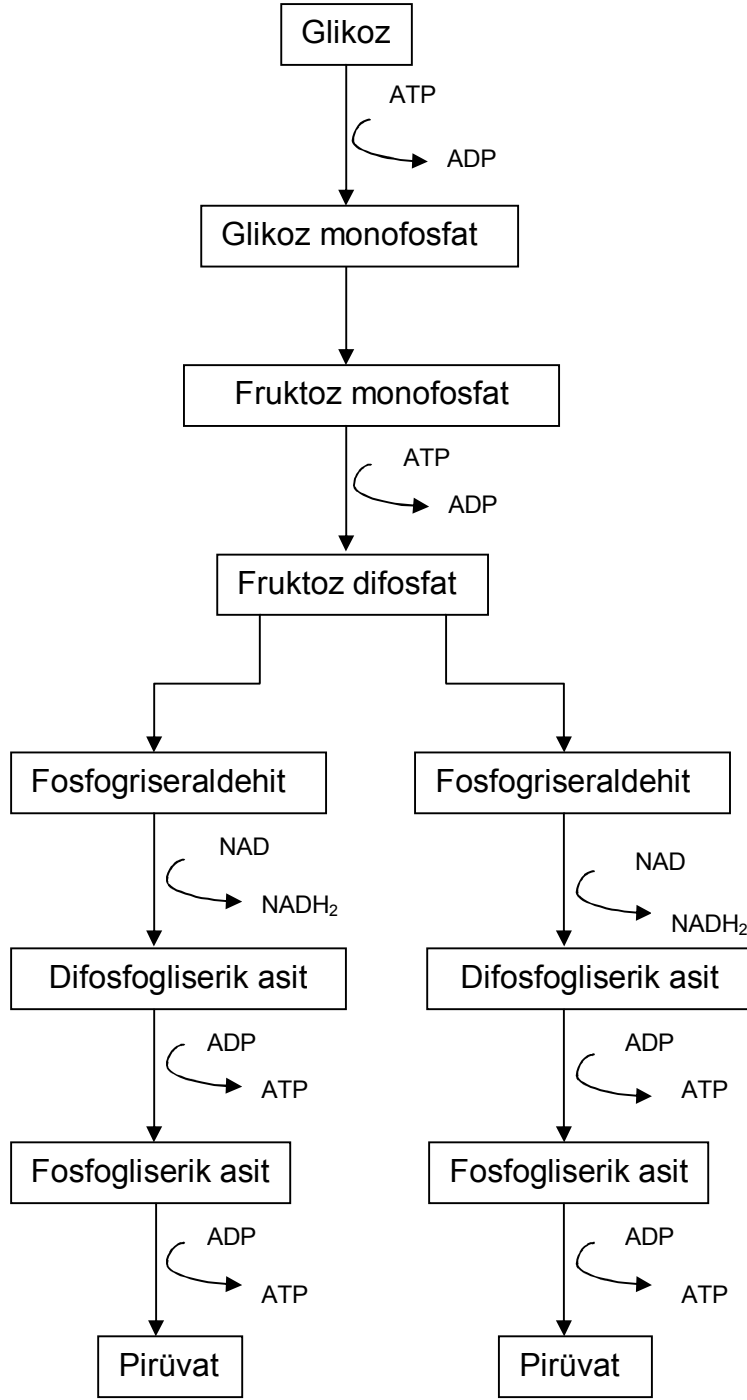 Glikoz
ATP
ADP
Glikoz monofosfat
Fruktoz monofosfat
ATP
ADP
Fruktoz difosfat
Fosfogriseraldehit
Fosfogriseraldehit
NAD
NADH₂
NAD
NADH₂
Difosfogliserik asit
Difosfogliserik asit
ADP
ATP
ADP
ATP
Fosfogliserik asit
Fosfogliserik asit
ADP
ATP
ADP
ATP
Pirüvat
Pirüvat